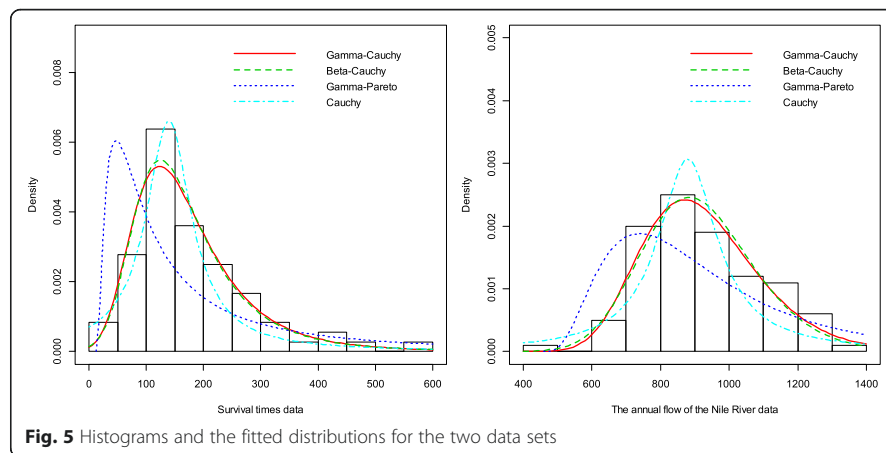 0.008
0.006
0.004
0.002
0.000
Density
Gamma-Cauchy
Beta-Cauchy
Gamma-Pareto
Cauchy
0 100 200 300 400 500 600
Survival times data
0.005
0.004
0.003
0.002
0.001
0.000
Density
Gamma-Cauchy
Beta-Cauchy
Gamma-Pareto
Cauchy
400 600 800 1000 1200 1400
The annual flow of the Nile River data
Fig. 5 Histograms and the fitted distributions for the two data sets